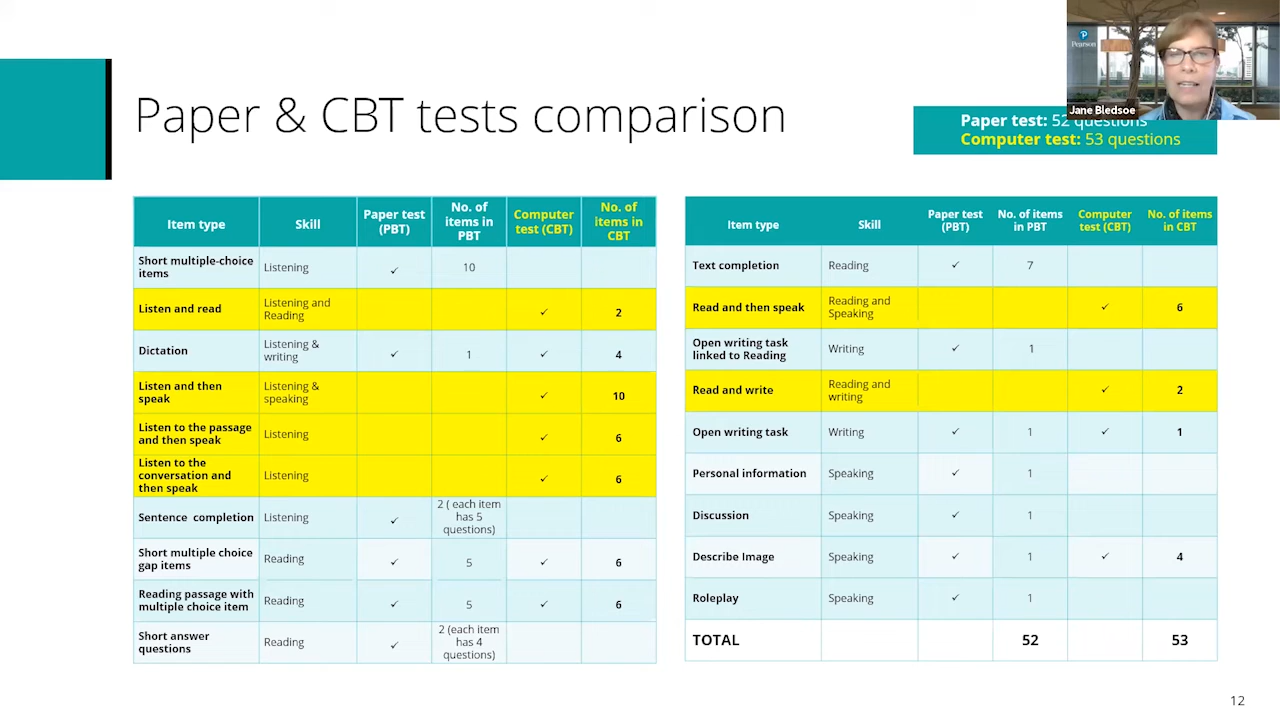 Pearson
Jane Bledsoe
Paper & CBT tests comparison
Paper test: 52 questions
Computer test: 53 questions
Item type
Skill
Paper test
(PBT)
No. of
items in
PBT
Computer
test (CBT)
No. of
items in
CBT
Short multiple-choice
items
Listening
✓
10
Listen and read
Listening and
Reading
✓
2
Dictation
Listening &
writing
✓
1
✓
4
Listen and then
speak
Listening &
speaking
✓
10
Listen to the passage
and then speak
Listening
✓
6
Listen to the
conversation and
then speak
Listening
✓
6
Sentence completion
Listening
✓
2 ( each item
has 5
questions)
Short multiple choice
gap items
Reading
✓
5
✓
6
Reading passage with
multiple choice item
Reading
✓
5
✓
6
Short answer
questions
Reading
✓
2 (each item
has 4
questions)
Item type
Skill
Paper test
(PBT)
No. of items
in PBT
Computer
test (CBT)
No. of items
in CBT
Text completion
Reading
✓
7
Read and then speak
Reading and
Speaking
✓
6
Open writing task
linked to Reading
Writing
✓
1
Read and write
Reading and
writing
✓
2
Open writing task
Writing
✓
1
✓
1
Personal information
Speaking
✓
1
Discussion
Speaking
✓
1
Describe Image
Speaking
✓
1
✓
4
Roleplay
Speaking
✓
1
TOTAL
52
53
12